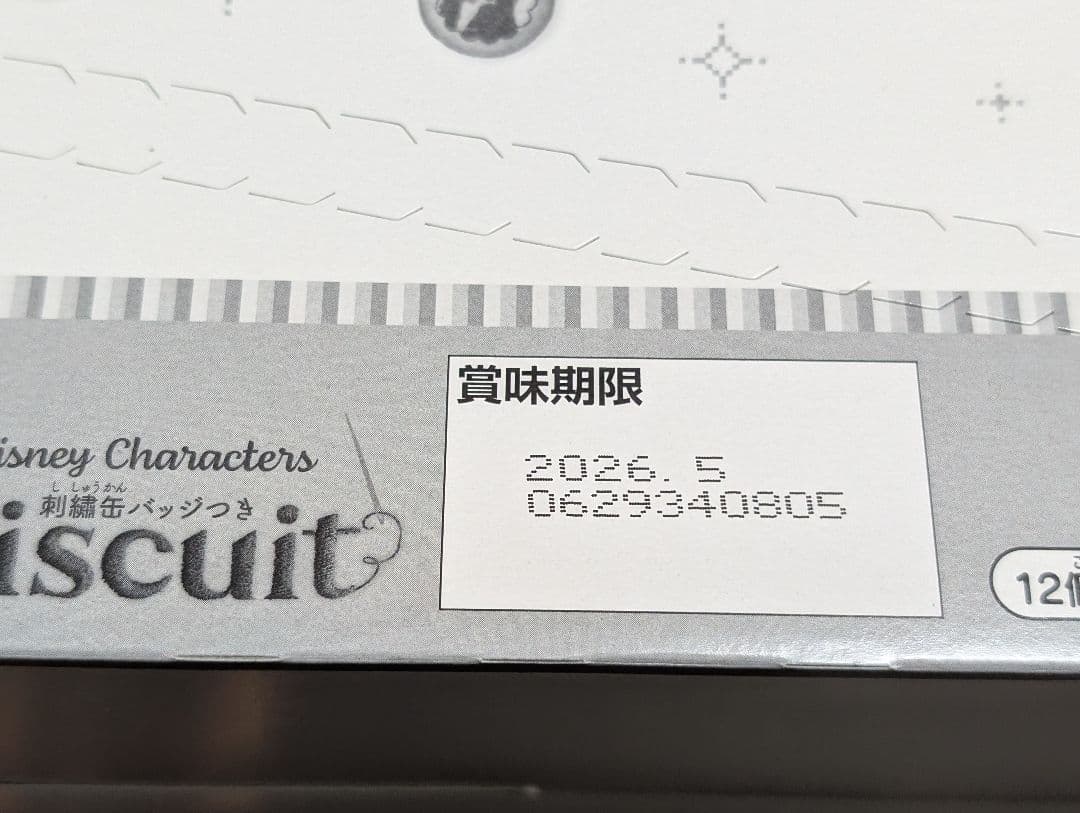 賞味期限
2026. 5
0629340805
isney Characters
ししゅうかん
刺繍缶バッジつき
iscuit
12個